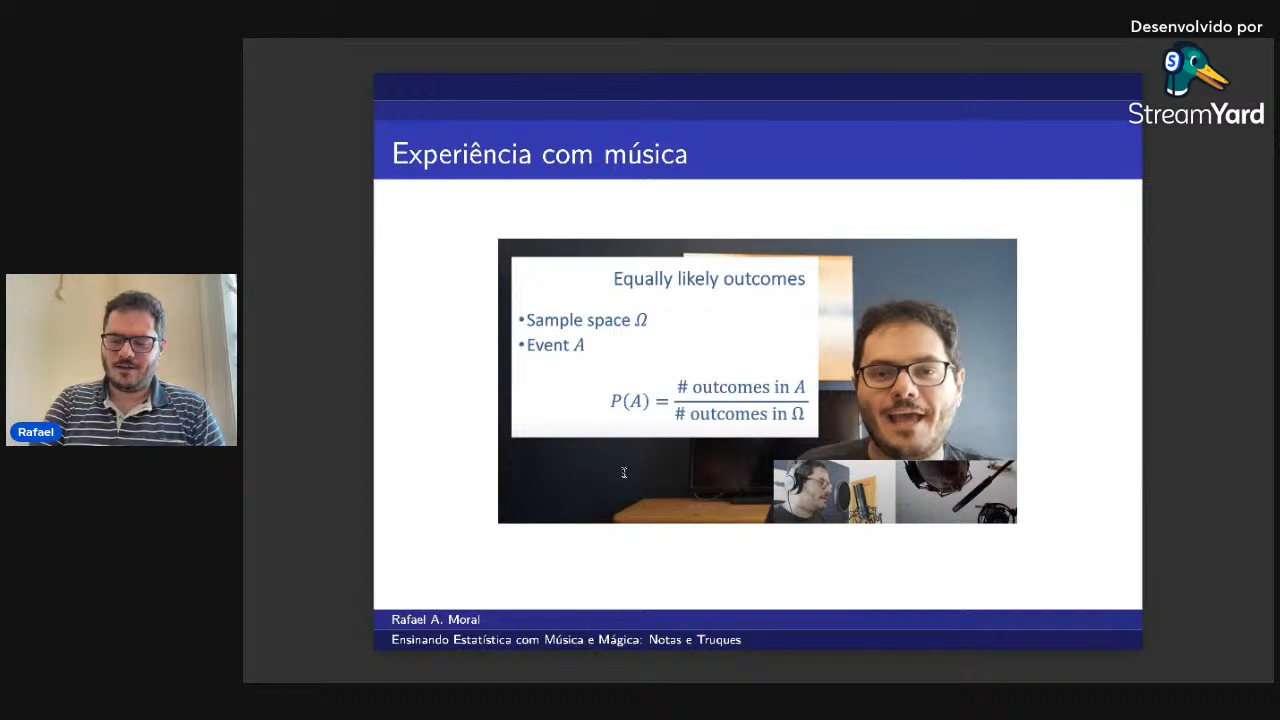 Desenvolvido por
StreamYard
Experiência com música
Equally likely outcomes
•Sample space Ω
•Event A
P(A) = # outcomes in A / # outcomes in Ω
Rafael
Rafael A. Moral
Ensinando Estatística com Música e Mágica: Notas e Truques